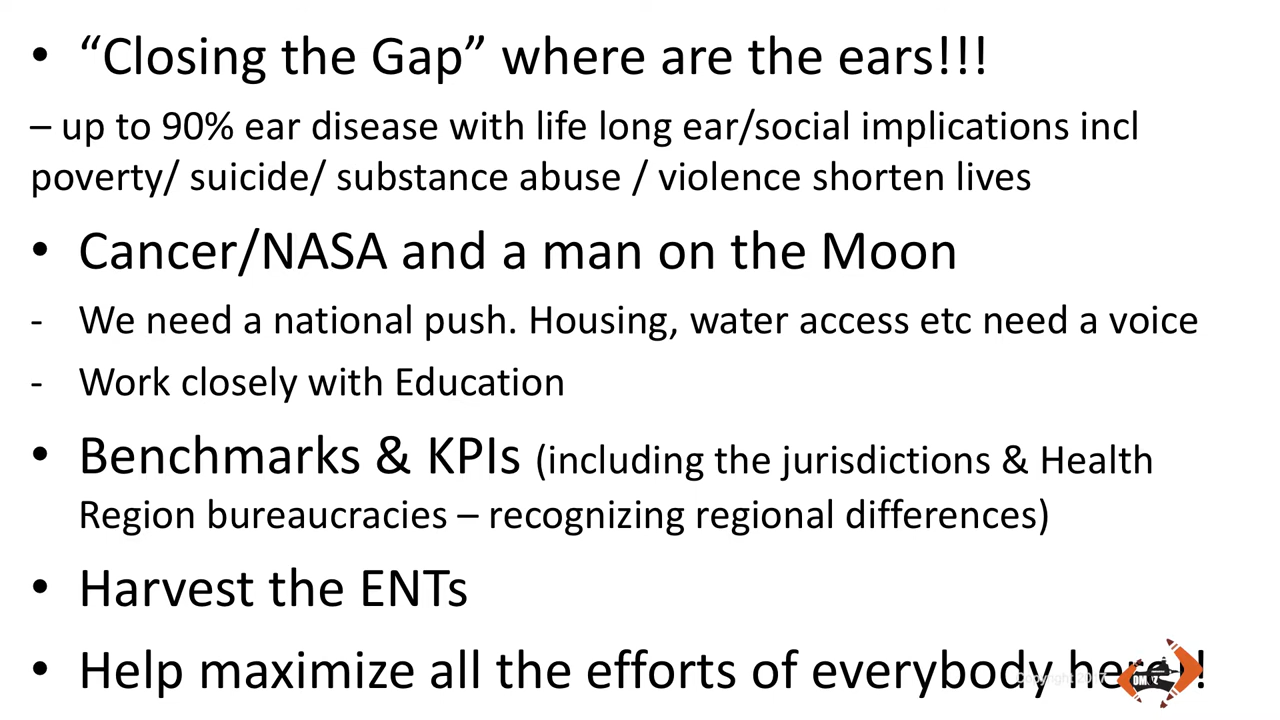 • “Closing the Gap” where are the ears!!!
– up to 90% ear disease with life long ear/social implications incl
poverty/ suicide/ substance abuse / violence shorten lives
• Cancer/NASA and a man on the Moon
- We need a national push. Housing, water access etc need a voice
- Work closely with Education
• Benchmarks & KPIs (including the jurisdictions & Health
Region bureaucracies – recognizing regional differences)
• Harvest the ENTs
• Help maximize all the efforts of everybody here!!
Copyright